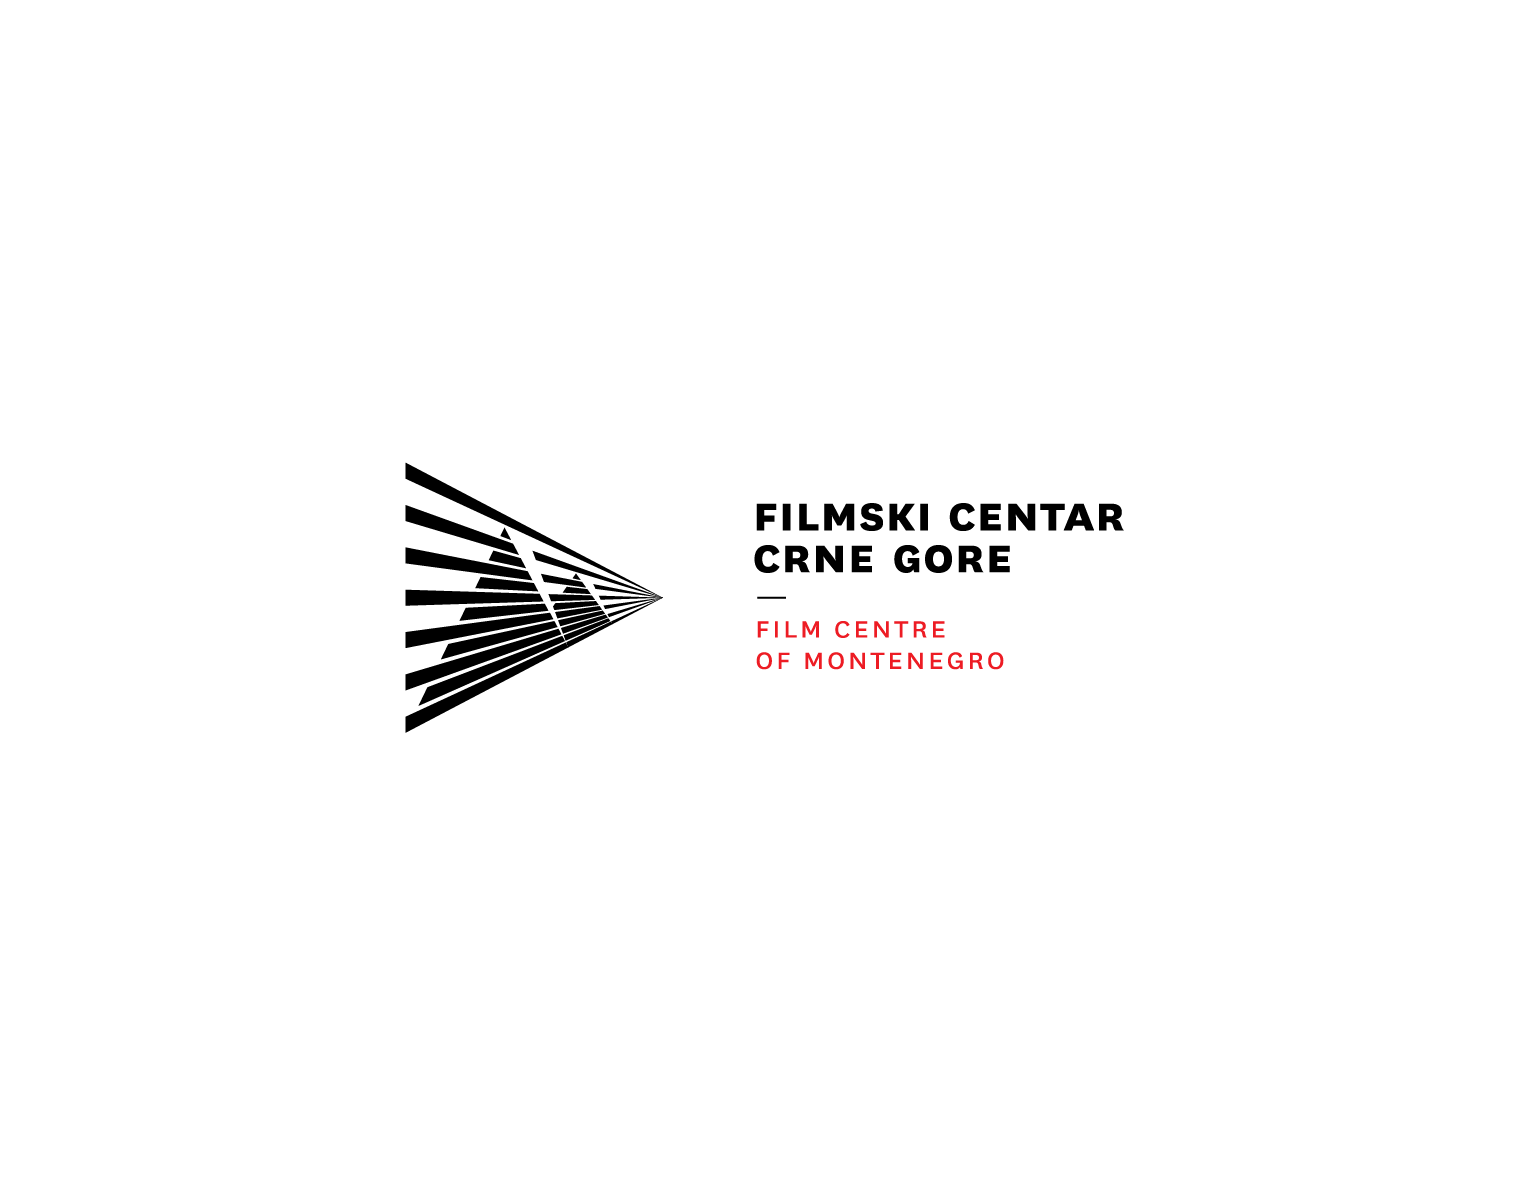 FILMSKI CENTAR
CRNE GORE
FILM CENTRE
OF MONTENEGRO